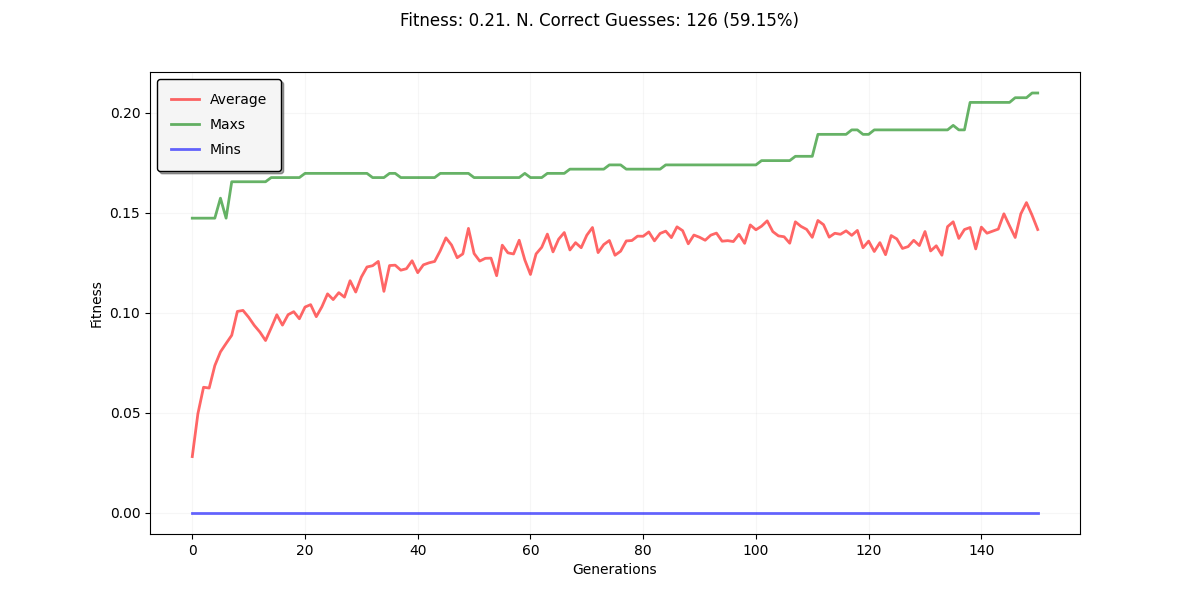 Fitness: 0.21. N. Correct Guesses: 126 (59.15%)
Average
Maxs
Mins
0.20
0.15
0.10
0.05
0.00
Fitness
0 20 40 60 80 100 120 140
Generations